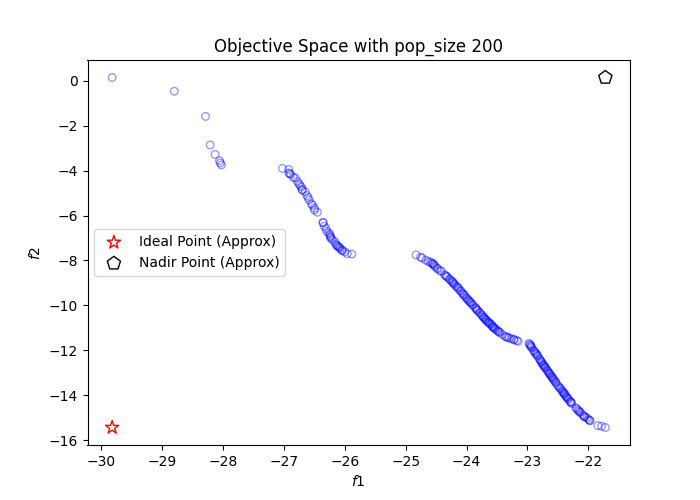 Objective Space with pop_size 200
f2
0
−2
−4
−6
−8
−10
−12
−14
−16
Ideal Point (Approx)
Nadir Point (Approx)
−30 −29 −28 −27 −26 −25 −24 −23 −22
f1